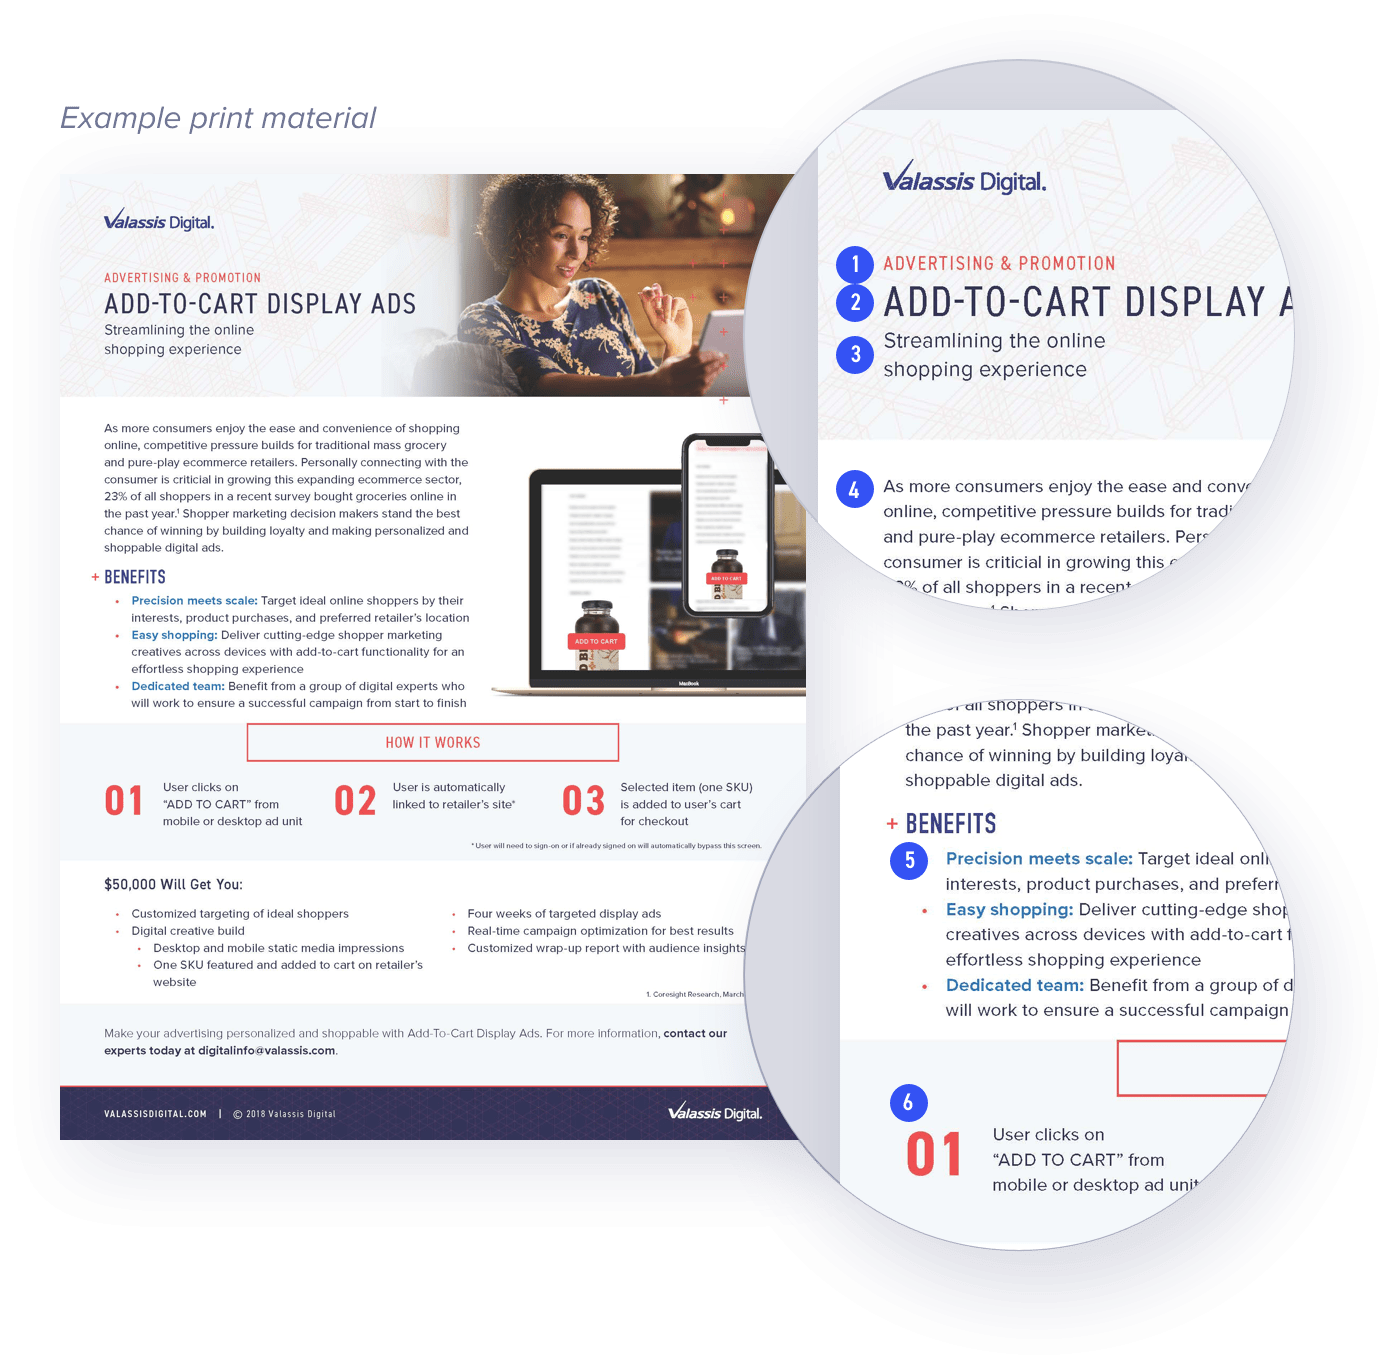 Example print material
Valassis Digital.
ADVERTISING & PROMOTION
ADD-TO-CART DISPLAY ADS
Streamlining the online
shopping experience
As more consumers enjoy the ease and convenience of shopping
online, competitive pressure builds for traditional mass grocery
and pure-play ecommerce retailers. Personally connecting with the
consumer is criticial in growing this expanding ecommerce sector,
23% of all shoppers in a recent survey bought groceries online in
the past year.¹ Shopper marketing decision makers stand the best
chance of winning by building loyalty and making personalized and
shoppable digital ads.
+ BENEFITS
• Precision meets scale: Target ideal online shoppers by their
interests, product purchases, and preferred retailer's location
• Easy shopping: Deliver cutting-edge shopper marketing
creatives across devices with add-to-cart functionality for an
effortless shopping experience
• Dedicated team: Benefit from a group of digital experts who
will work to ensure a successful campaign from start to finish
ADD TO CART
ADD TO CART
MacBook
HOW IT WORKS
01
User clicks on
“ADD TO CART” from
mobile or desktop ad unit
02
User is automatically
linked to retailer's site*
03
Selected item (one SKU)
is added to user's cart
for checkout
* User will need to sign-on or if already signed on will automatically bypass this screen.
$50,000 Will Get You:
• Customized targeting of ideal shoppers
• Digital creative build
• Desktop and mobile static media impressions
• One SKU featured and added to cart on retailer's
website
• Four weeks of targeted display ads
• Real-time campaign optimization for best results
• Customized wrap-up report with audience insights
1. Coresight Research, March
Make your advertising personalized and shoppable with Add-To-Cart Display Ads. For more information, contact our
experts today at digitalinfo@valassis.com.
VALASSISDIGITAL.COM | © 2018 Valassis Digital
Valassis Digital.
Valassis Digital.
1 ADVERTISING & PROMOTION
2 ADD-TO-CART DISPLAY A
3 Streamlining the online
shopping experience
4 As more consumers enjoy the ease and conve
online, competitive pressure builds for tradi
and pure-play ecommerce retailers. Pers
consumer is criticial in growing this e
% of all shoppers in a recent
all shoppers in
the past year.¹ Shopper market
chance of winning by building loyal
shoppable digital ads.
+ BENEFITS
5 Precision meets scale: Target ideal onli
interests, product purchases, and preferr
• Easy shopping: Deliver cutting-edge shop
creatives across devices with add-to-cart f
effortless shopping experience
• Dedicated team: Benefit from a group of d
will work to ensure a successful campaign
6
01
User clicks on
“ADD TO CART” from
mobile or desktop ad unit